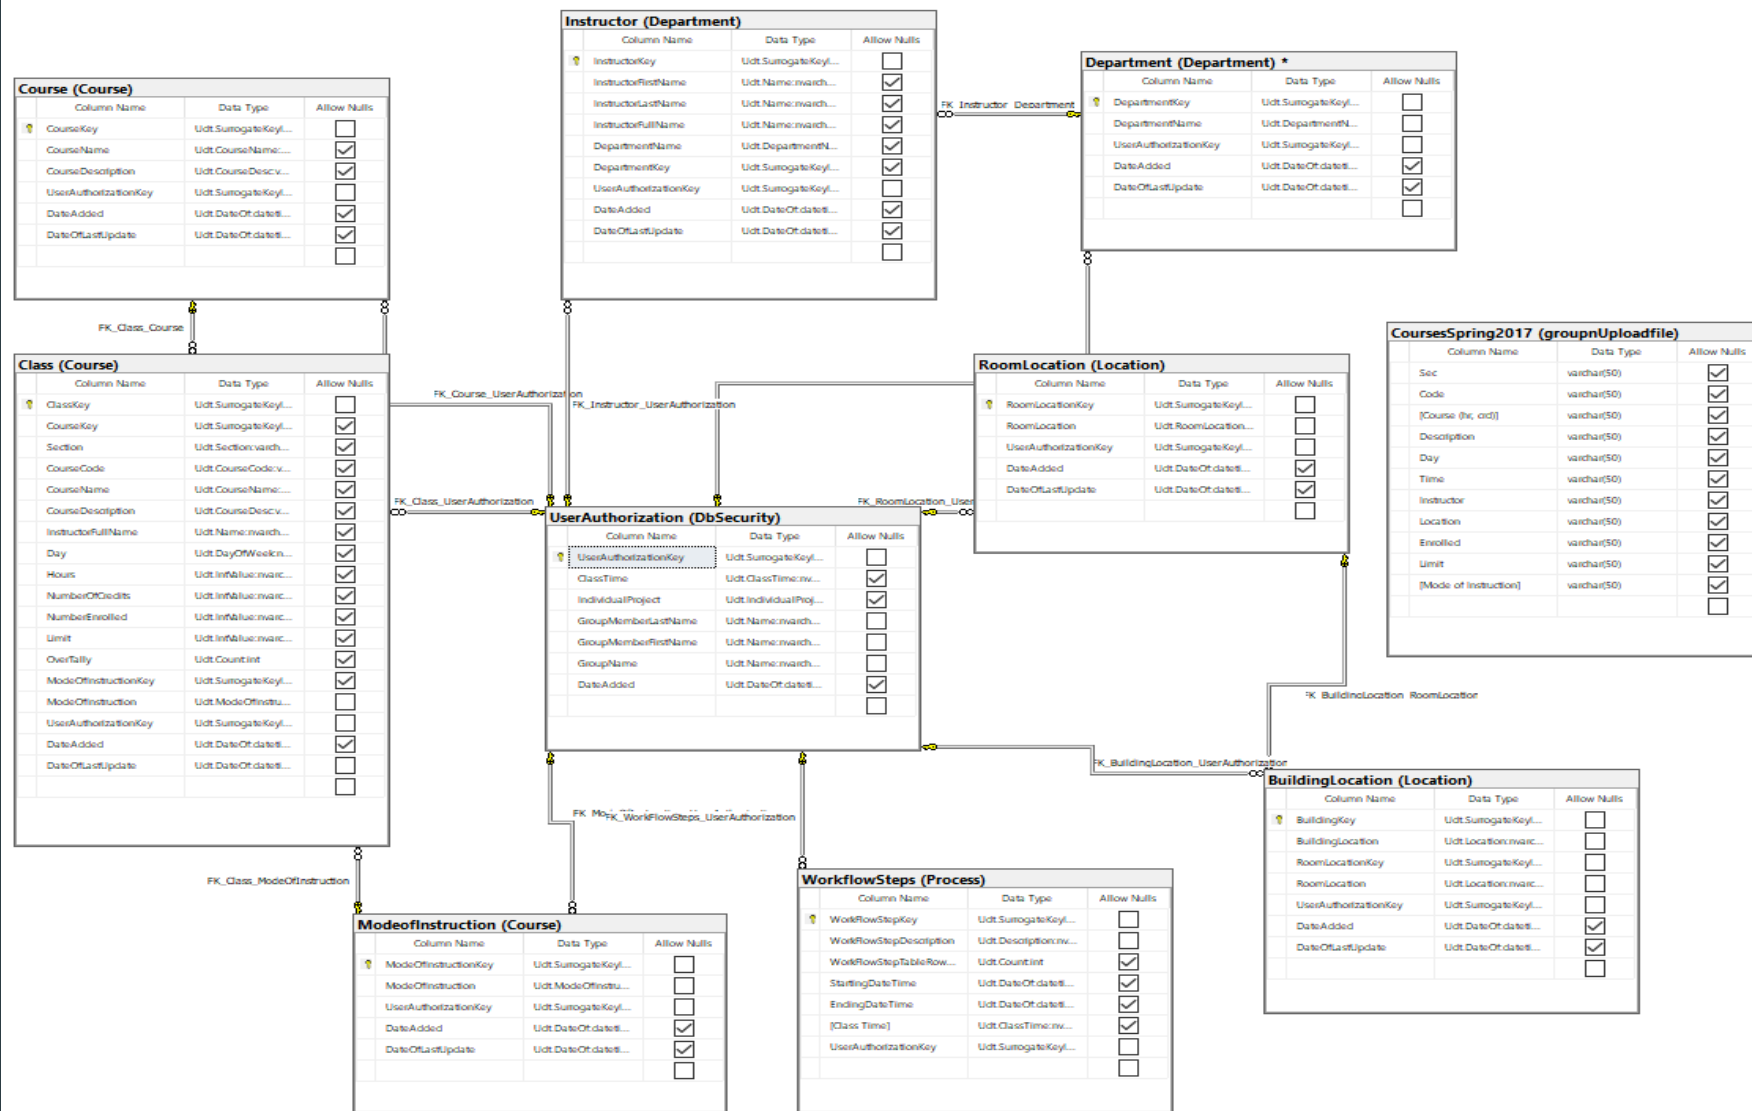 Instructor (Department)
Column Name Data Type Allow Nulls
InstructorKey Udt.SurrogateKeyI...
InstructorFirstName Udt.Name:nvarch...
InstructorLastName Udt.Name:nvarch...
InstructorFullName Udt.Name:nvarch...
DepartmentName Udt.DepartmentN...
DepartmentKey Udt.SurrogateKeyI...
UserAuthorizationKey Udt.SurrogateKeyI...
DateAdded Udt.DateOf:dateti...
DateOfLastUpdate Udt.DateOf:dateti...
FK_Instructor_Department
Department (Department) *
Column Name Data Type Allow Nulls
DepartmentKey Udt.SurrogateKeyI...
DepartmentName Udt.DepartmentN...
UserAuthorizationKey Udt.SurrogateKeyI...
DateAdded Udt.DateOf:dateti...
DateOfLastUpdate Udt.DateOf:dateti...
Course (Course)
Column Name Data Type Allow Nulls
CourseKey Udt.SurrogateKeyI...
CourseName Udt.CourseName:...
CourseDescription Udt.CourseDesc:v...
UserAuthorizationKey Udt.SurrogateKeyI...
DateAdded Udt.DateOf:dateti...
DateOfLastUpdate Udt.DateOf:dateti...
FK_Class_Course
Class (Course)
Column Name Data Type Allow Nulls
ClassKey Udt.SurrogateKeyI...
CourseKey Udt.SurrogateKeyI...
Section Udt.Section:varch...
CourseCode Udt.CourseCode:v...
CourseName Udt.CourseName:...
CourseDescription Udt.CourseDesc:v...
InstructorFullName Udt.Name:nvarch...
Day Udt.DayOfWeek:n...
Hours Udt.IntValue:nvarc...
NumberOfCredits Udt.IntValue:nvarc...
NumberEnrolled Udt.IntValue:nvarc...
Limit Udt.IntValue:nvarc...
OverTally Udt.Count:int
ModeOfInstructionKey Udt.SurrogateKeyI...
ModeOfInstruction Udt.ModeOfInstru...
UserAuthorizationKey Udt.SurrogateKeyI...
DateAdded Udt.DateOf:dateti...
DateOfLastUpdate Udt.DateOf:dateti...
FK_Course_UserAuthorization
FK_Instructor_UserAuthorization
FK_Class_UserAuthorization
FK_RoomLocation_User
RoomLocation (Location)
Column Name Data Type Allow Nulls
RoomLocationKey Udt.SurrogateKeyI...
RoomLocation Udt.RoomLocation...
UserAuthorizationKey Udt.SurrogateKeyI...
DateAdded Udt.DateOf:dateti...
DateOfLastUpdate Udt.DateOf:dateti...
CoursesSpring2017 (groupnUploadfile)
Column Name Data Type Allow Nulls
Sec varchar(50)
Code varchar(50)
[Course (hr, crd)] varchar(50)
Description varchar(50)
Day varchar(50)
Time varchar(50)
Instructor varchar(50)
Location varchar(50)
Enrolled varchar(50)
Limit varchar(50)
[Mode of Instruction] varchar(50)
UserAuthorization (DbSecurity)
Column Name Data Type Allow Nulls
UserAuthorizationKey Udt.SurrogateKeyI...
ClassTime Udt.ClassTime:nv...
IndividualProject Udt.IndividualProj...
GroupMemberLastName Udt.Name:nvarch...
GroupMemberFirstName Udt.Name:nvarch...
GroupName Udt.Name:nvarch...
DateAdded Udt.DateOf:dateti...
FK_BuildingLocation_RoomLocation
FK_BuildingLocation_UserAuthorization
FK_Mo
FK_WorkFlowSteps_UserAuthorization
FK_Class_ModeOfInstruction
BuildingLocation (Location)
Column Name Data Type Allow Nulls
BuildingKey Udt.SurrogateKeyI...
BuildingLocation Udt.Location:nvarc...
RoomLocationKey Udt.SurrogateKeyI...
RoomLocation Udt.Location:nvarc...
UserAuthorizationKey Udt.SurrogateKeyI...
DateAdded Udt.DateOf:dateti...
DateOfLastUpdate Udt.DateOf:dateti...
ModeofInstruction (Course)
Column Name Data Type Allow Nulls
ModeOfInstructionKey Udt.SurrogateKeyI...
ModeOfInstruction Udt.ModeOfInstru...
UserAuthorizationKey Udt.SurrogateKeyI...
DateAdded Udt.DateOf:dateti...
DateOfLastUpdate Udt.DateOf:dateti...
WorkflowSteps (Process)
Column Name Data Type Allow Nulls
WorkFlowStepKey Udt.SurrogateKeyI...
WorkFlowStepDescription Udt.Description:nv...
WorkFlowStepTableRow... Udt.Count:int
StartingDateTime Udt.DateOf:dateti...
EndingDateTime Udt.DateOf:dateti...
[Class Time] Udt.ClassTime:nv...
UserAuthorizationKey Udt.SurrogateKeyI...